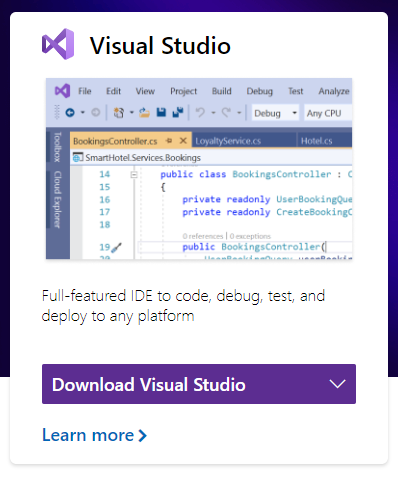 Visual Studio
File Edit View Project Build Debug Test Analyze
Debug Any CPU
BookingsController.cs LoyaltyService.cs Hotel.cs
Toolbox
Cloud Explorer
SmartHotel.Services.Bookings
14 public class BookingsController : C
15 {
16 private readonly UserBookingQue
17 private readonly CreateBookingC
18
0 references | 0 exceptions
19 public BookingsController(
20 UserBookingQuery userBooking
Full-featured IDE to code, debug, test, and
deploy to any platform
Download Visual Studio
Learn more